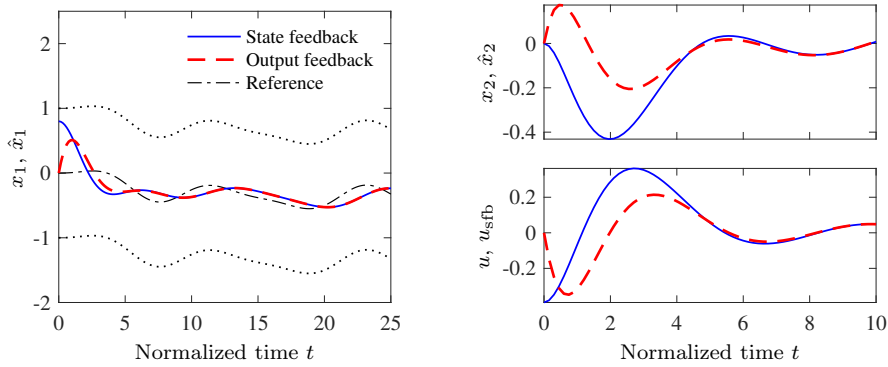 2
1
0
-1
-2
0
5
10
15
20
25
x₁, x̂₁
Normalized time t
State feedback
Output feedback
Reference
0
-0.2
-0.4
x₂, x̂₂
0.2
0
-0.2
u, u_sfb
0
2
4
6
8
10
Normalized time t